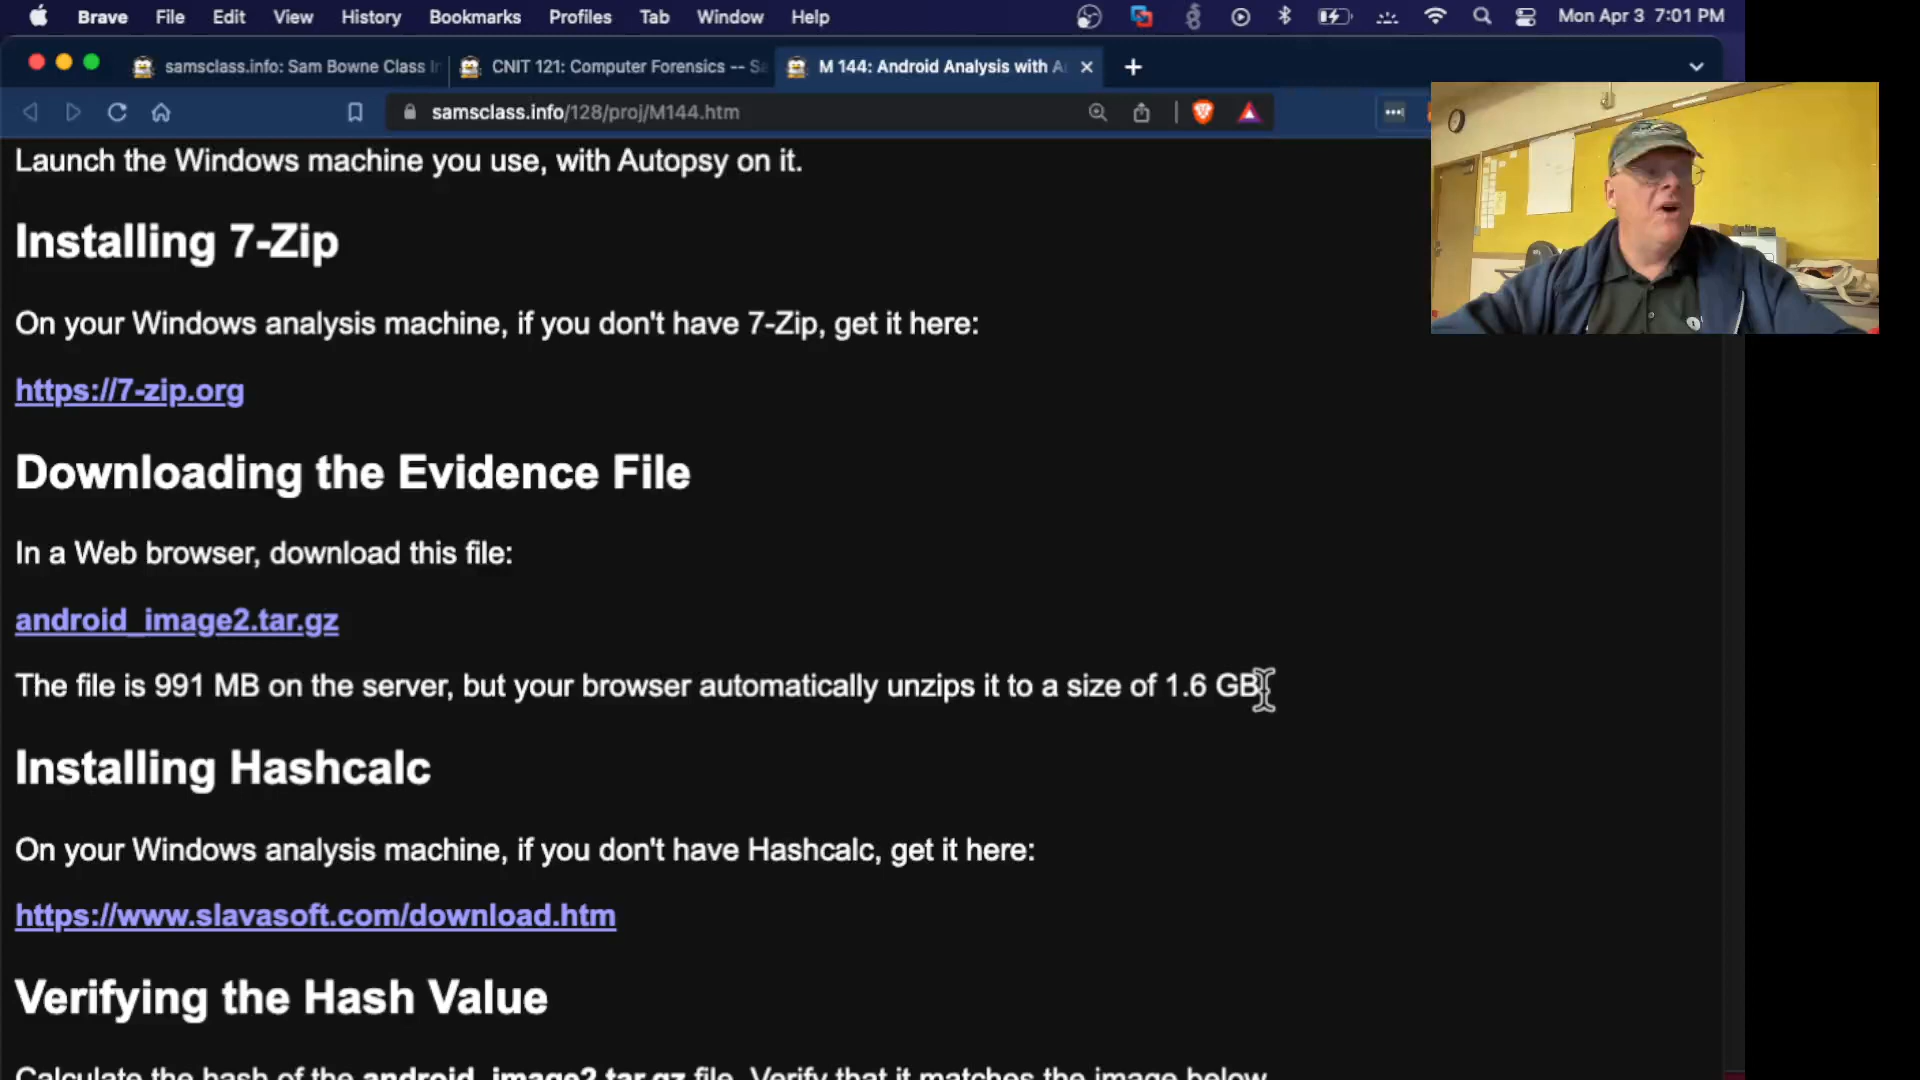 Brave File Edit View History Bookmarks Profiles Tab Window Help Mon Apr 3 7:01 PM
samsclass.info: Sam Bowne Class In CNIT 121: Computer Forensics -- Sa M 144: Android Analysis with A
samsclass.info/128/proj/M144.htm
Launch the Windows machine you use, with Autopsy on it.
Installing 7-Zip
On your Windows analysis machine, if you don't have 7-Zip, get it here:
https://7-zip.org
Downloading the Evidence File
In a Web browser, download this file:
android_image2.tar.gz
The file is 991 MB on the server, but your browser automatically unzips it to a size of 1.6 GB
Installing Hashcalc
On your Windows analysis machine, if you don't have Hashcalc, get it here:
https://www.slavasoft.com/download.htm
Verifying the Hash Value
Calculate the hash of the android_image2.tar.gz file. Verify that it matches the image below